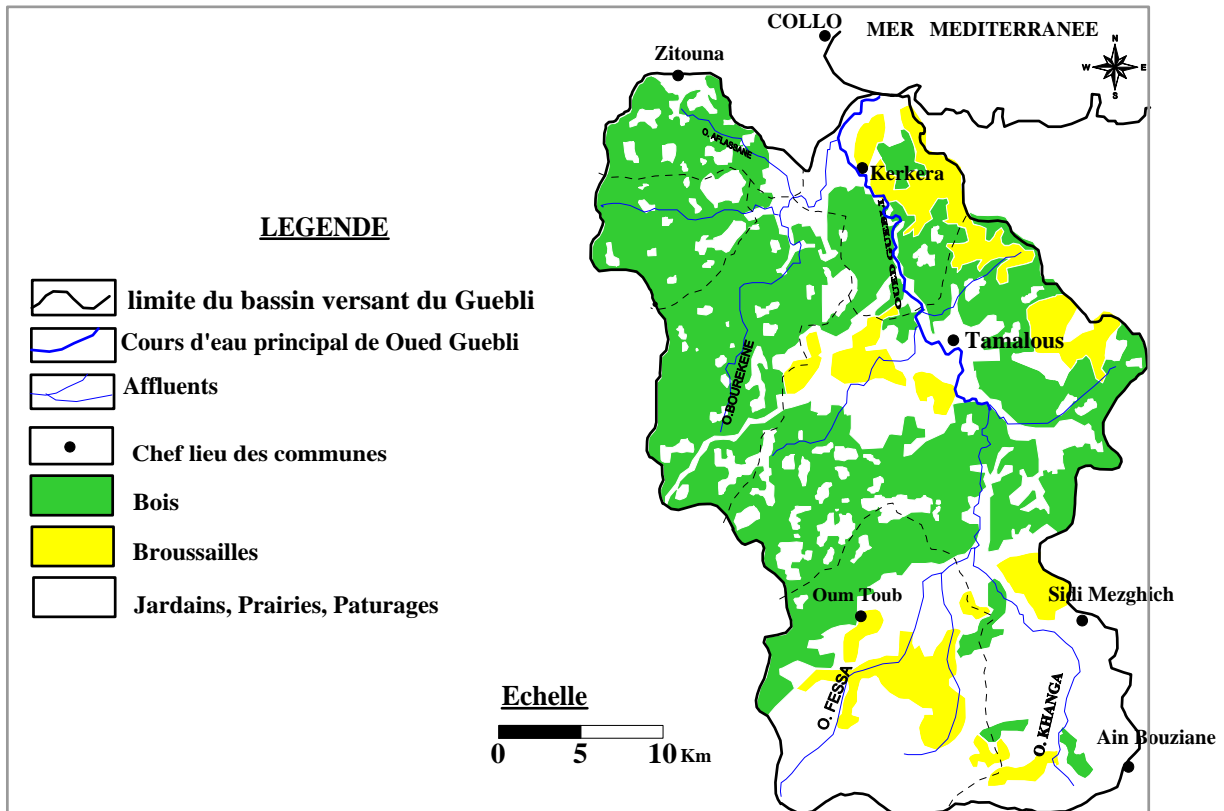 COLLO
MER MEDITERRANEE
N
W E
S
Zitouna
O. AFLASSANE
Kerkera
OUED GUEBLI
Tamalous
O.BOUREKENE
Oum Toub
Sidi Mezghich
O. FESSA
O. KHANGA
Ain Bouziane
LEGENDE
limite du bassin versant du Guebli
Cours d'eau principal de Oued Guebli
Affluents
Chef lieu des communes
Bois
Broussailles
Jardains, Prairies, Paturages
Echelle
0 5 10 Km